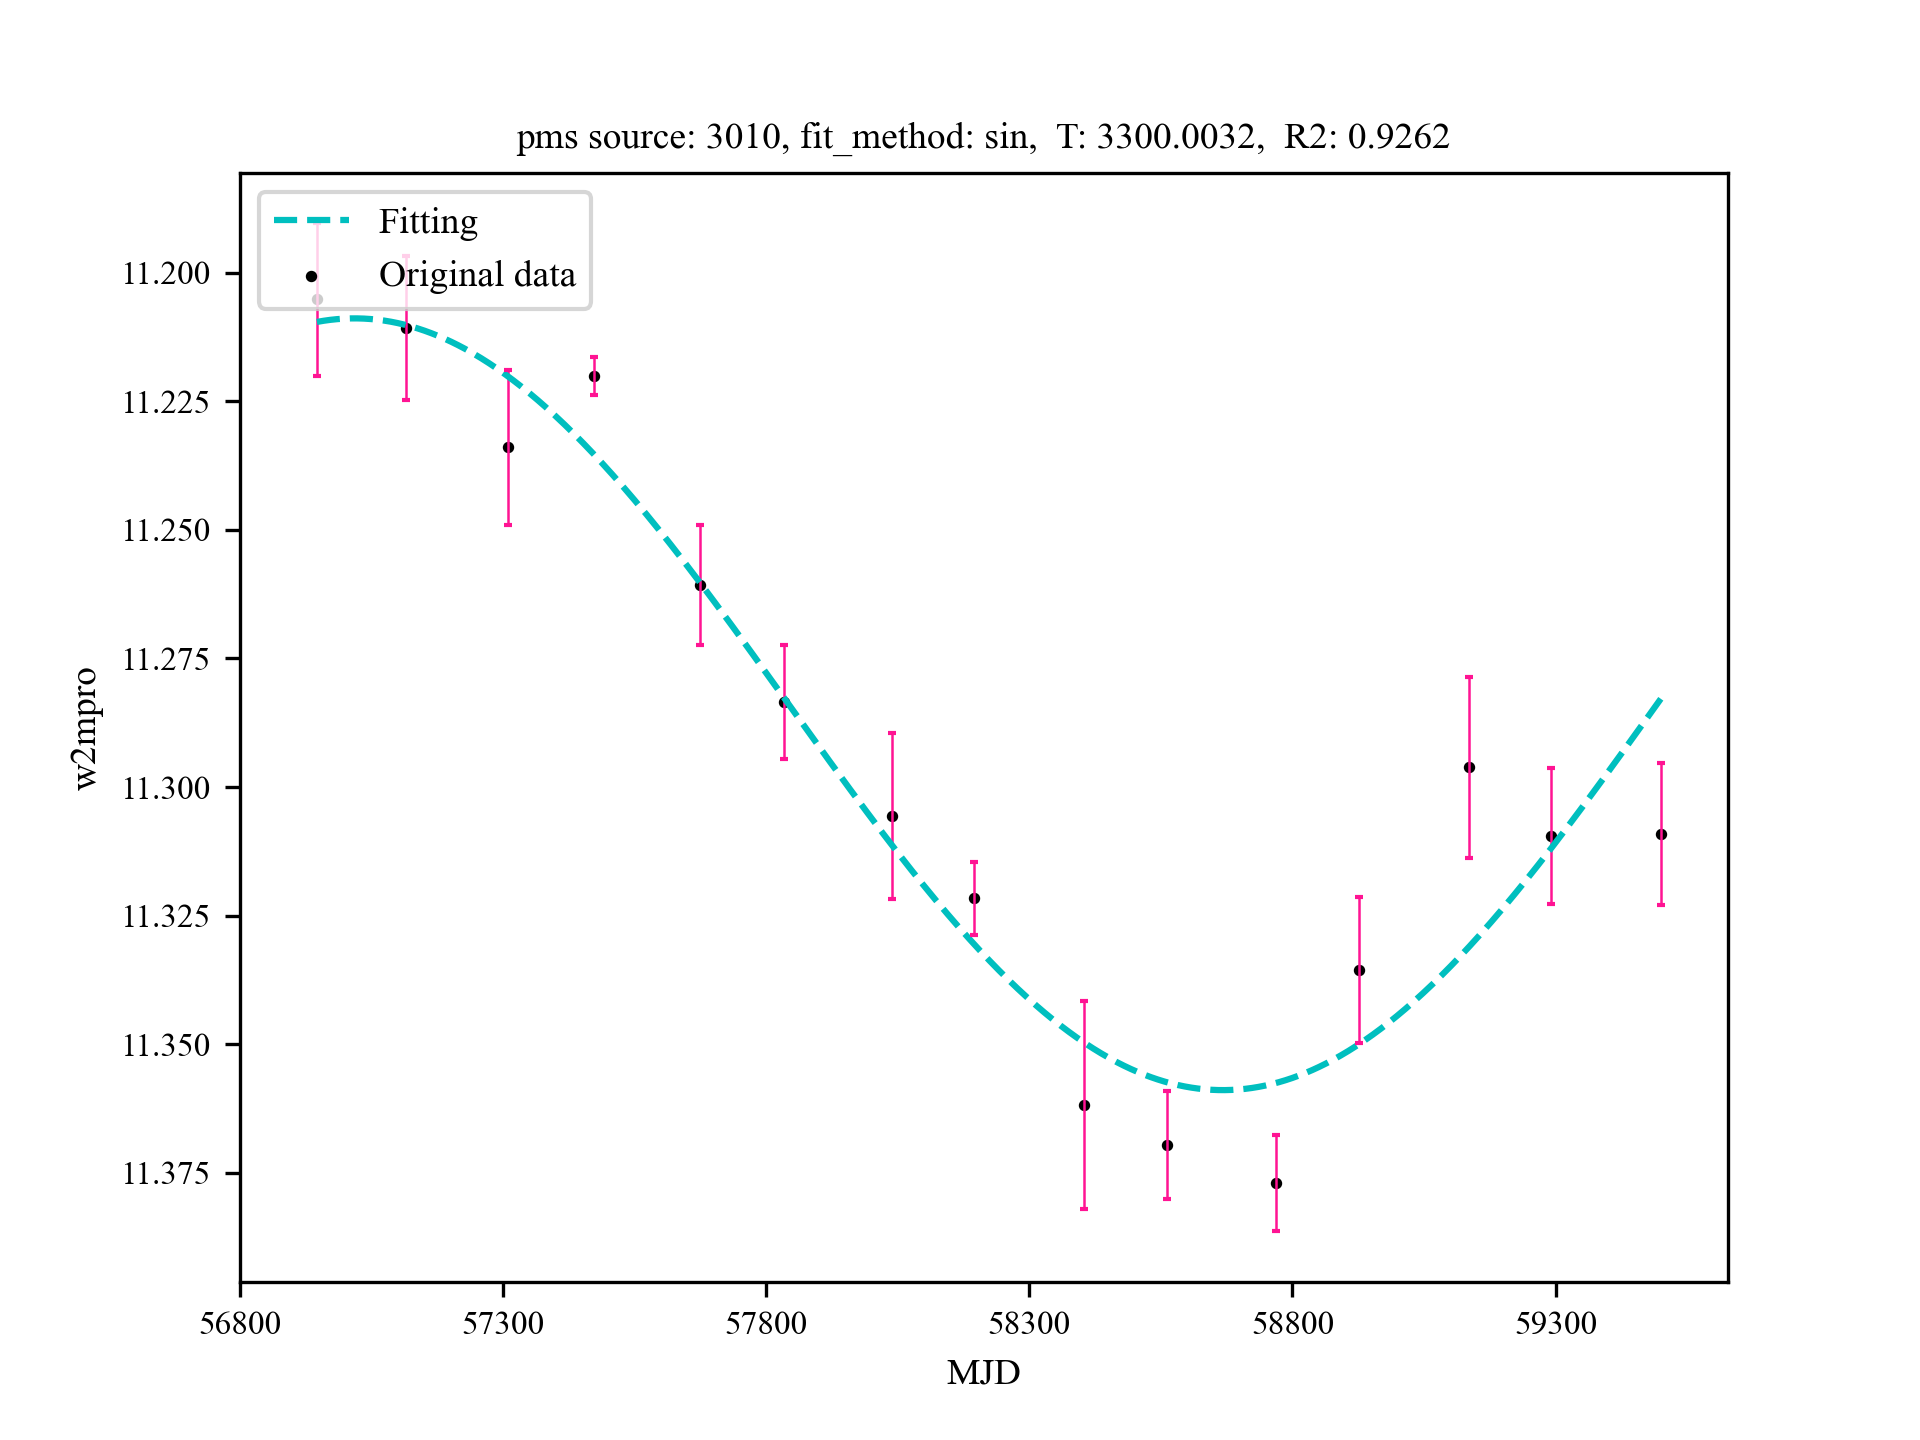 pms source: 3010, fit_method: sin, T: 3300.0032, R2: 0.9262
Fitting
Original data
11.200
11.225
11.250
11.275
11.300
11.325
11.350
11.375
w2mpro
56800 57300 57800 58300 58800 59300
MJD